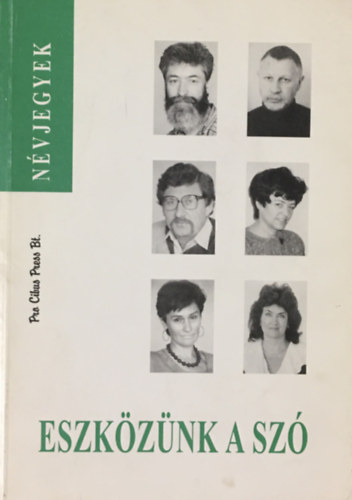 NÉVJEGYEK
Pro Cibus Press Bt.
ESZKÖZÜNK A SZÓ